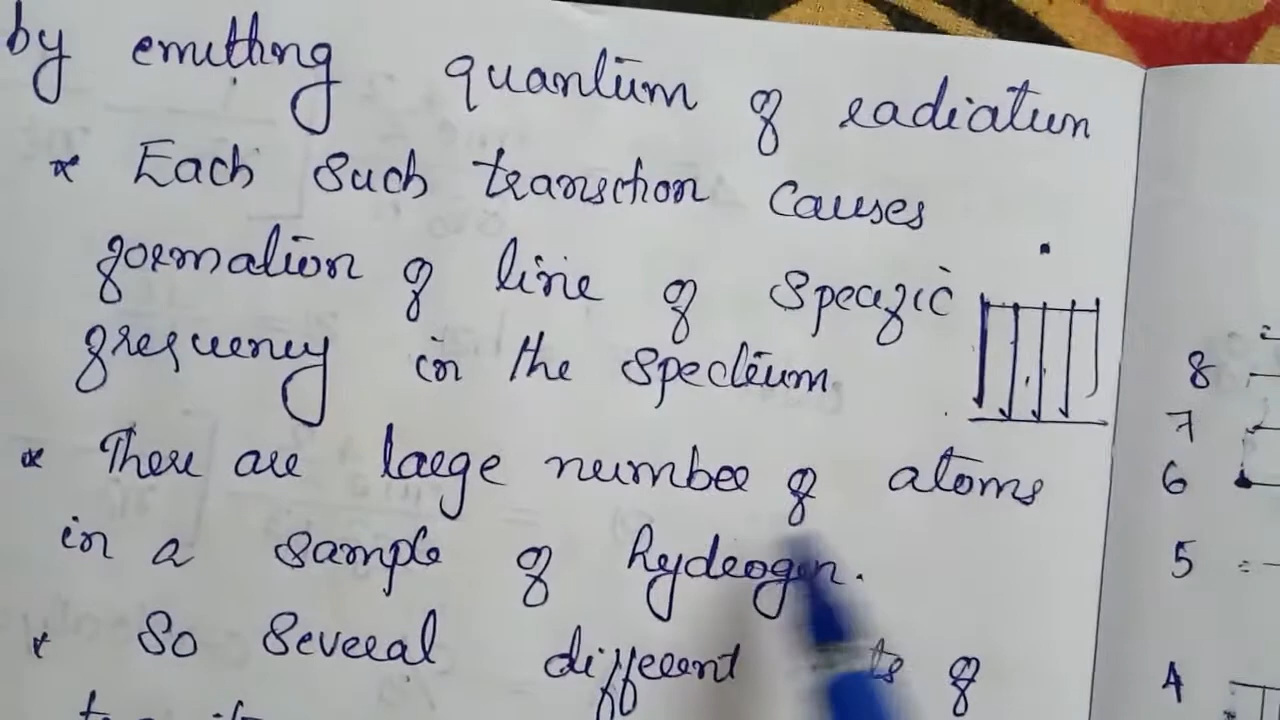 by emitting quantum of radiation
* Each such transition causes
formation of line of specific
frequency in the spectrum
* There are large number of atoms
in a sample of hydrogen.
* So several different of
8
7
6
5
4